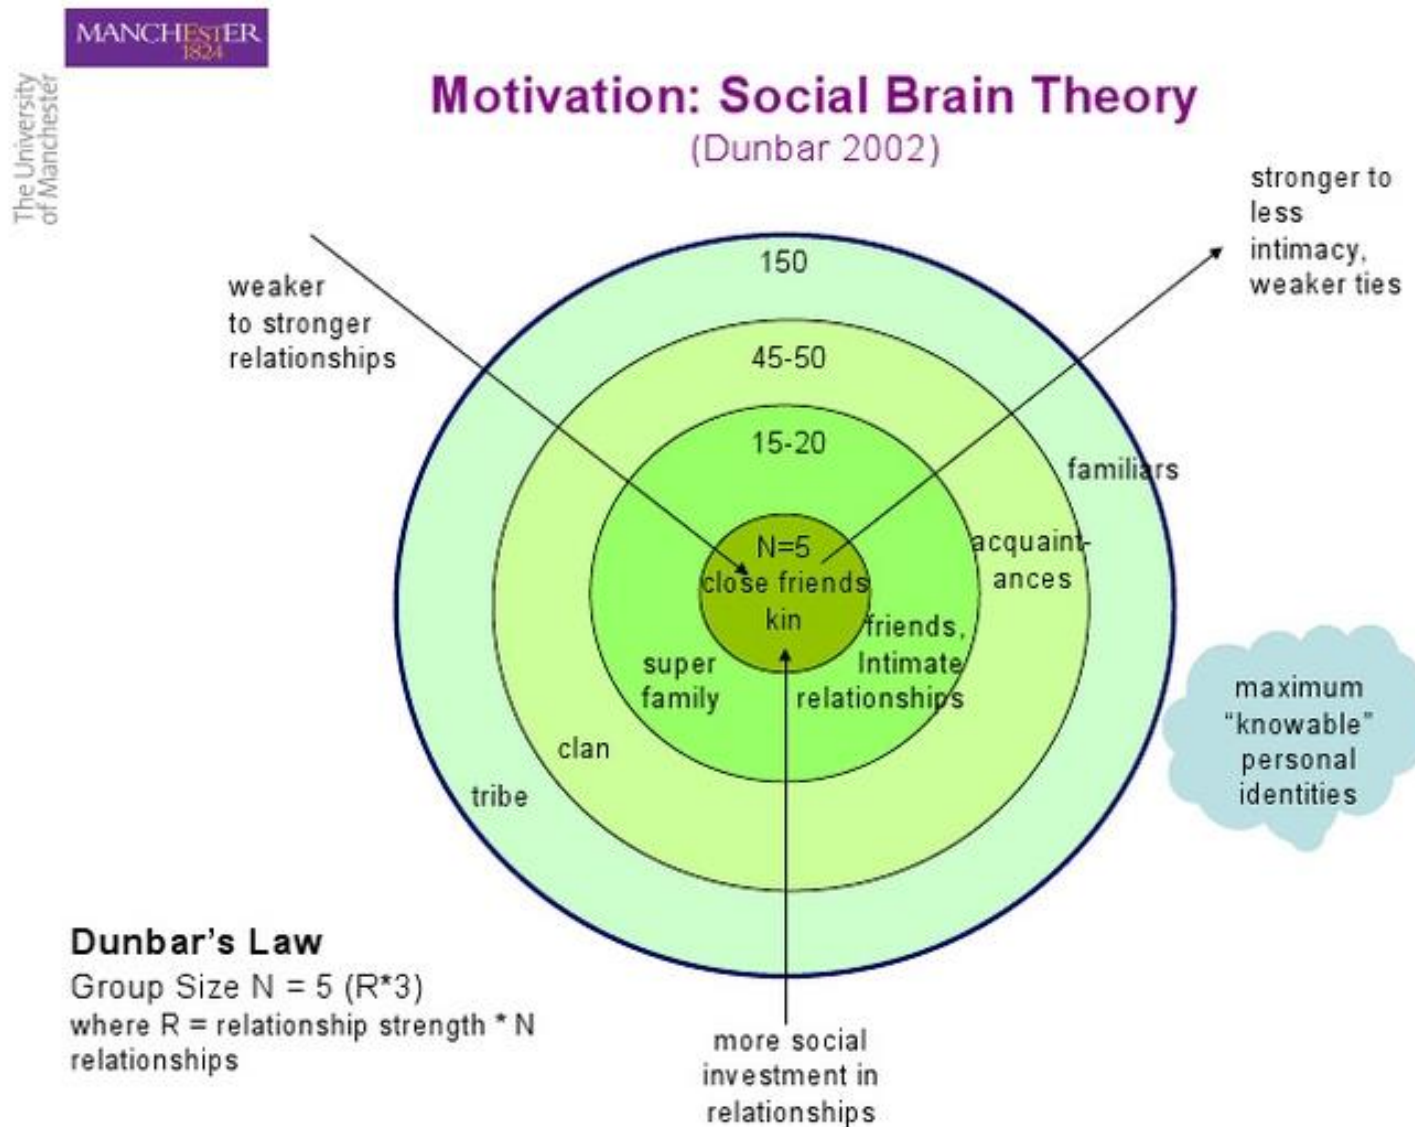 MANCHESTER
1824
The University
of Manchester
Motivation: Social Brain Theory
(Dunbar 2002)
stronger to
less
intimacy,
weaker ties
weaker
to stronger
relationships
150
45-50
15-20
familiars
N=5
close friends
kin
acquaint-
ances
friends,
Intimate
relationships
super
family
clan
tribe
maximum
“knowable”
personal
identities
Dunbar’s Law
Group Size N = 5 (R*3)
where R = relationship strength * N
relationships
more social
investment in
relationships